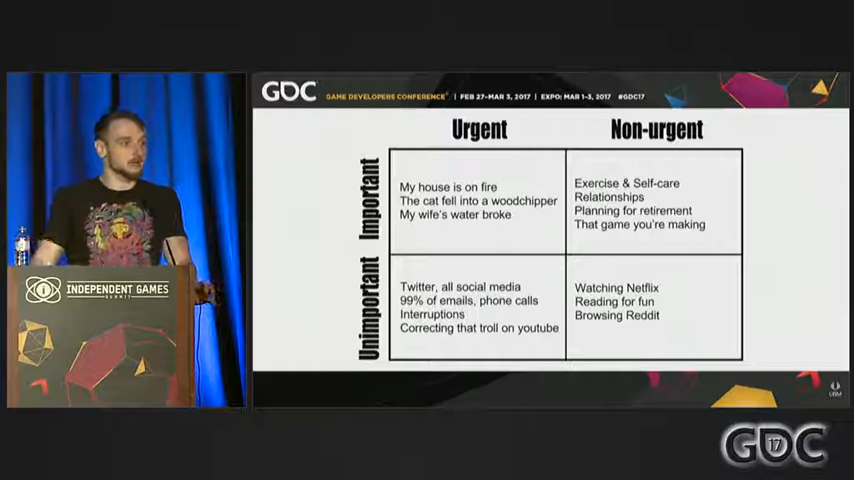 GDC
GAME DEVELOPERS CONFERENCE | FEB 27–MAR 3, 2017 | EXPO: MAR 1–3, 2017 #GDC17
Urgent
Non-urgent
Important
My house is on fire
The cat fell into a woodchipper
My wife's water broke
Exercise & Self-care
Relationships
Planning for retirement
That game you're making
Unimportant
Twitter, all social media
99% of emails, phone calls
Interruptions
Correcting that troll on youtube
Watching Netflix
Reading for fun
Browsing Reddit
INDEPENDENT GAMES
SUMMIT
UBM
GDC
17